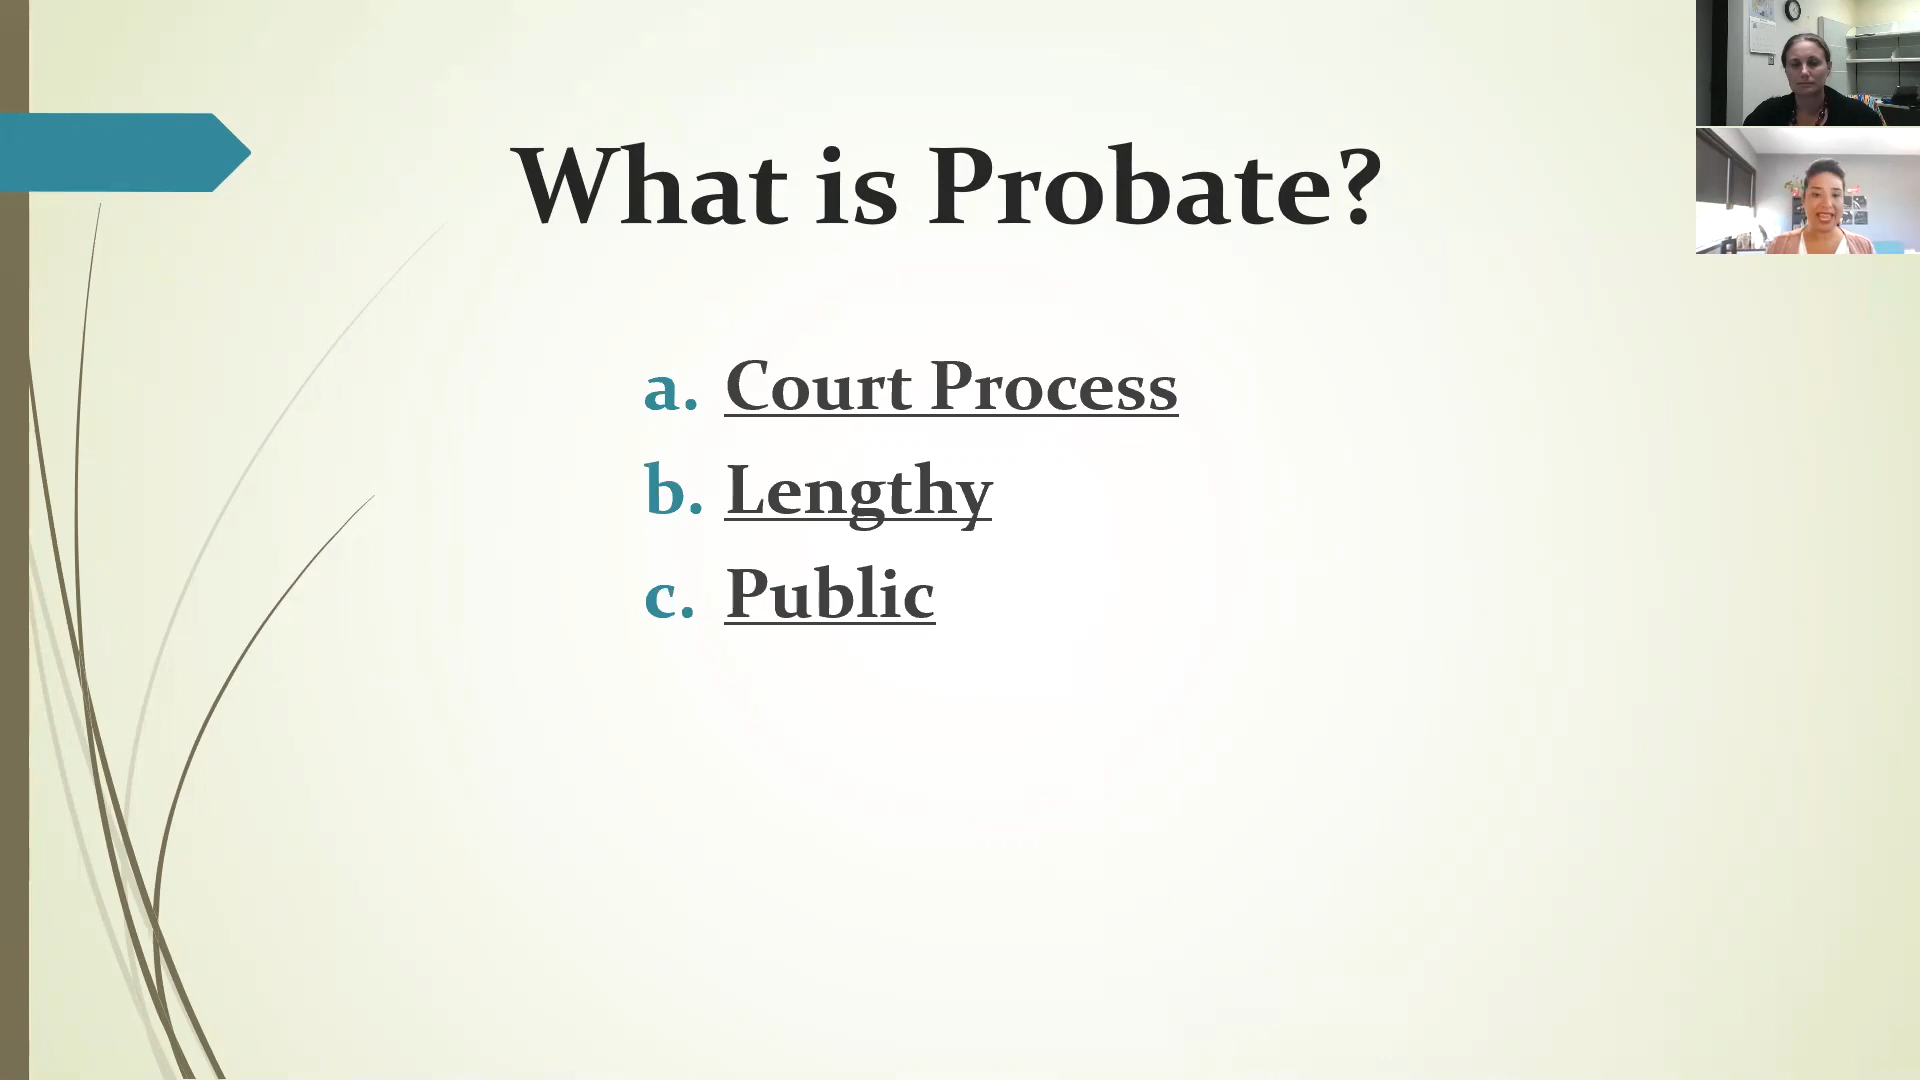 What is Probate?
a. Court Process
b. Lengthy
c. Public